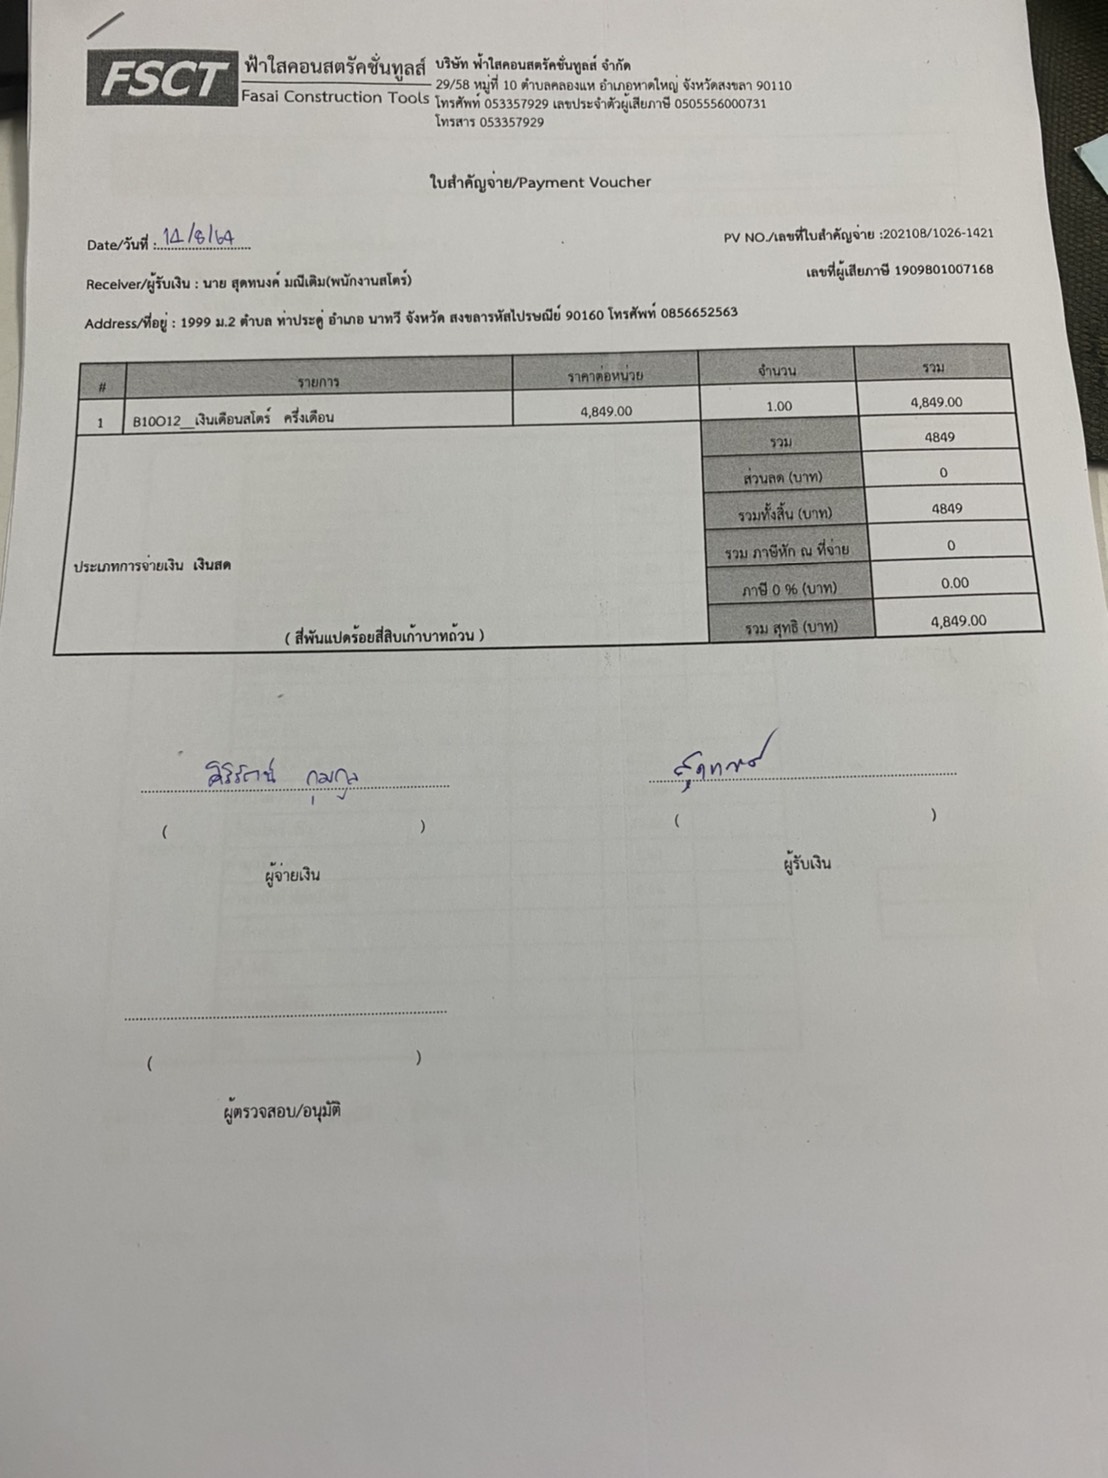 FSCT
ฟ้าใสคอนสตรัคชั่นทูลส์
Fasai Construction Tools
บริษัท ฟ้าใสคอนสตรัคชั่นทูลส์ จำกัด
29/58 หมู่ที่ 10 ตำบลคลองแห อำเภอหาดใหญ่ จังหวัดสงขลา 90110
โทรศัพท์ 053357929 เลขประจำตัวผู้เสียภาษี 0505556000731
โทรสาร 053357929
ใบสำคัญจ่าย/Payment Voucher
Date/วันที่ : 14/8/64
PV NO./เลขที่ใบสำคัญจ่าย :202108/1026-1421
Receiver/ผู้รับเงิน : นาย สุดทนงค์ มณีเดิม(พนักงานสโตร์)
เลขที่ผู้เสียภาษี 1909801007168
Address/ที่อยู่ : 1999 ม.2 ตำบล ท่าประดู่ อำเภอ นาทวี จังหวัด สงขลารหัสไปรษณีย์ 90160 โทรศัพท์ 0856652563
# รายการ ราคาต่อหน่วย จำนวน รวม
1 B10O12__เงินเดือนสโตร์ ครึ่งเดือน 4,849.00 1.00 4,849.00
รวม 4849
ส่วนลด (บาท) 0
รวมทั้งสิ้น (บาท) 4849
รวม ภาษีหัก ณ ที่จ่าย 0
ประเภทการจ่ายเงิน เงินสด
ภาษี 0 % (บาท) 0.00
( สี่พันแปดร้อยสี่สิบเก้าบาทถ้วน )
รวม สุทธิ (บาท) 4,849.00
ศิริรัตน์ กุมกูล
สุดทนงค์
( )
( )
ผู้จ่ายเงิน
ผู้รับเงิน
( )
ผู้ตรวจสอบ/อนุมัติ